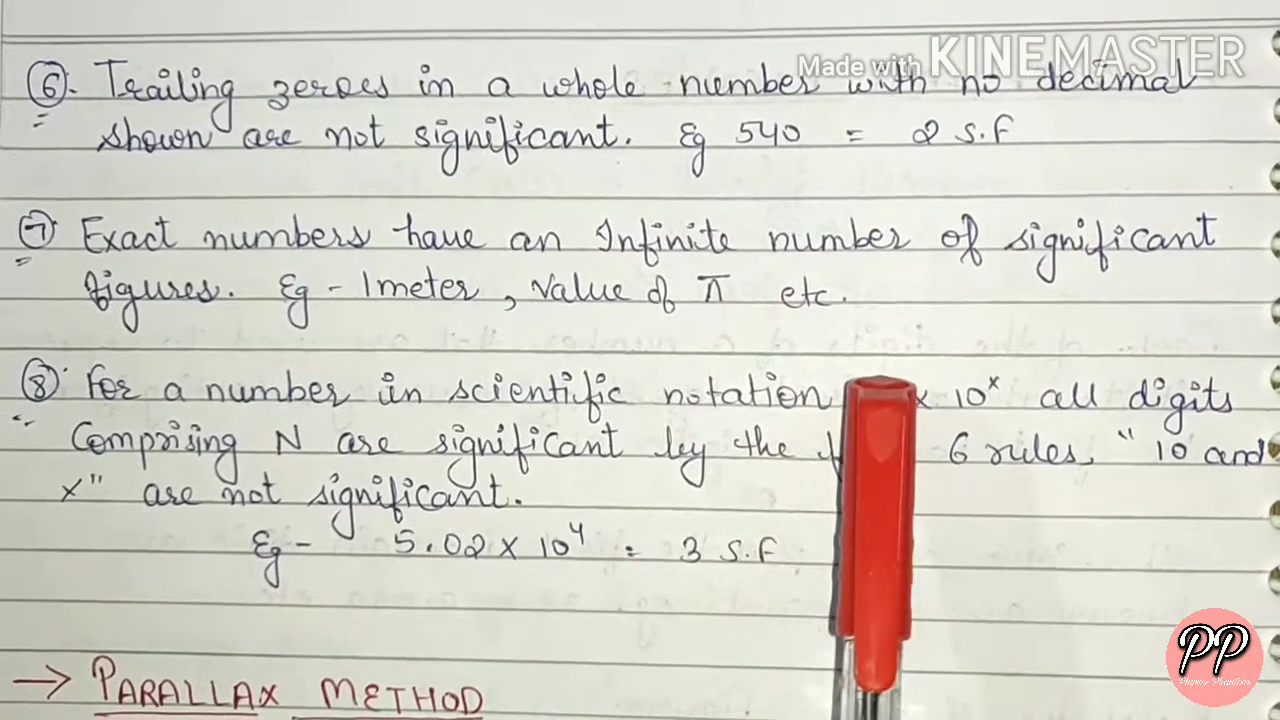 Made with KINEMASTER
⑥. Trailing zeroes in a whole number with no decimal
shown are not significant. Eg 540 = 2 S.F
⑦. Exact numbers have an Infinite number of significant
figures. Eg - 1 meter, value of π etc.
⑧. For a number in scientific notation x 10ˣ all digits
Comprising N are significant by the 6 rules, "10 and
x" are not significant.
Eg - 5.02 x 10⁴ = 3 S.F
→ PARALLAX METHOD
PP